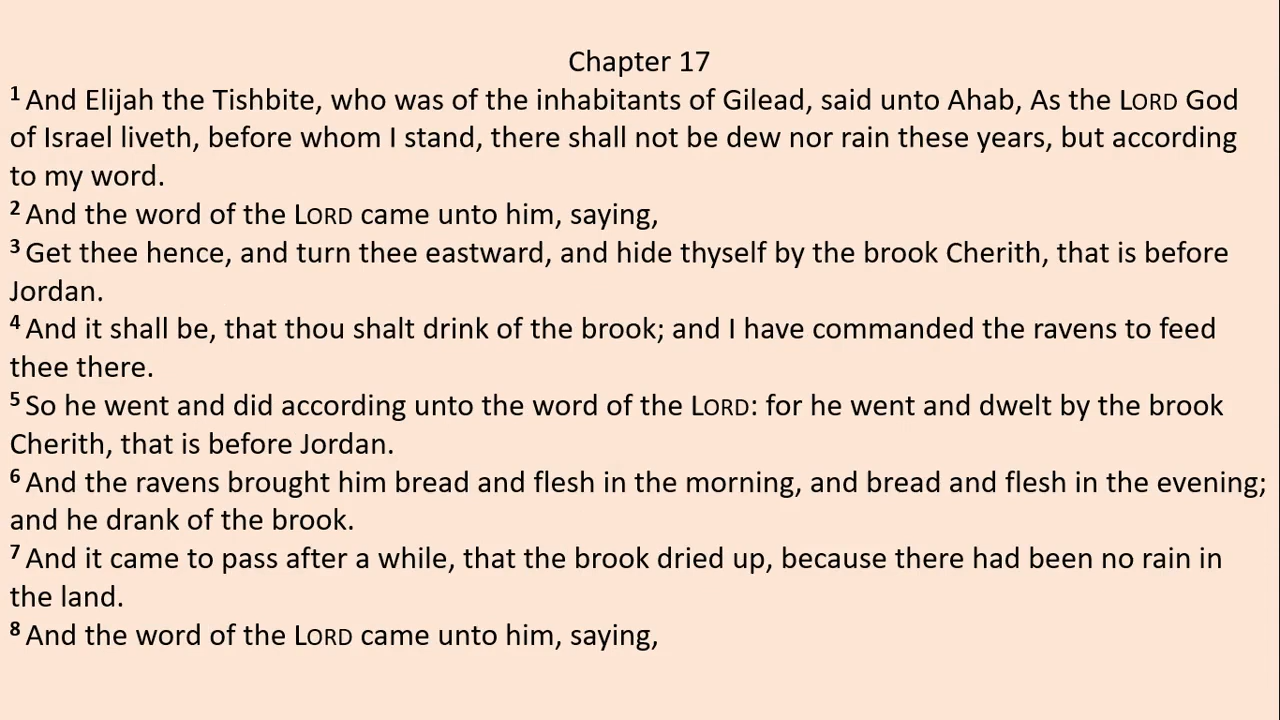 Chapter 17
1 And Elijah the Tishbite, who was of the inhabitants of Gilead, said unto Ahab, As the LORD God
of Israel liveth, before whom I stand, there shall not be dew nor rain these years, but according
to my word.
2 And the word of the LORD came unto him, saying,
3 Get thee hence, and turn thee eastward, and hide thyself by the brook Cherith, that is before
Jordan.
4 And it shall be, that thou shalt drink of the brook; and I have commanded the ravens to feed
thee there.
5 So he went and did according unto the word of the LORD: for he went and dwelt by the brook
Cherith, that is before Jordan.
6 And the ravens brought him bread and flesh in the morning, and bread and flesh in the evening;
and he drank of the brook.
7 And it came to pass after a while, that the brook dried up, because there had been no rain in
the land.
8 And the word of the LORD came unto him, saying,